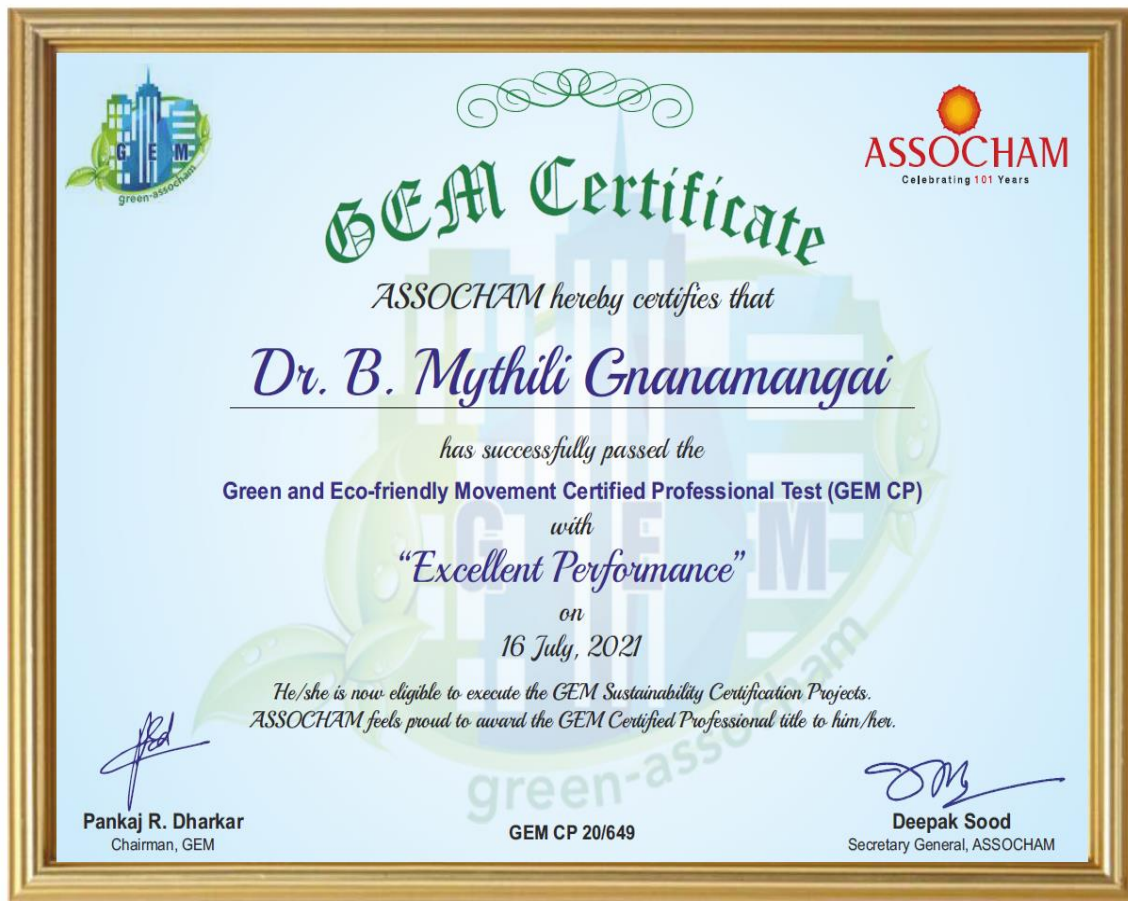 GEM
green-assocham
ASSOCHAM
Celebrating 101 Years
GEM Certificate
ASSOCHAM hereby certifies that
Dr. B. Mythili Gnanamangai
has successfully passed the
Green and Eco-friendly Movement Certified Professional Test (GEM CP)
with
“Excellent Performance”
on
16 July, 2021
He/she is now eligible to execute the GEM Sustainability Certification Projects.
ASSOCHAM feels proud to award the GEM Certified Professional title to him/her.
GEM
green-assocham
Pankaj R. Dharkar
Chairman, GEM
GEM CP 20/649
Deepak Sood
Secretary General, ASSOCHAM